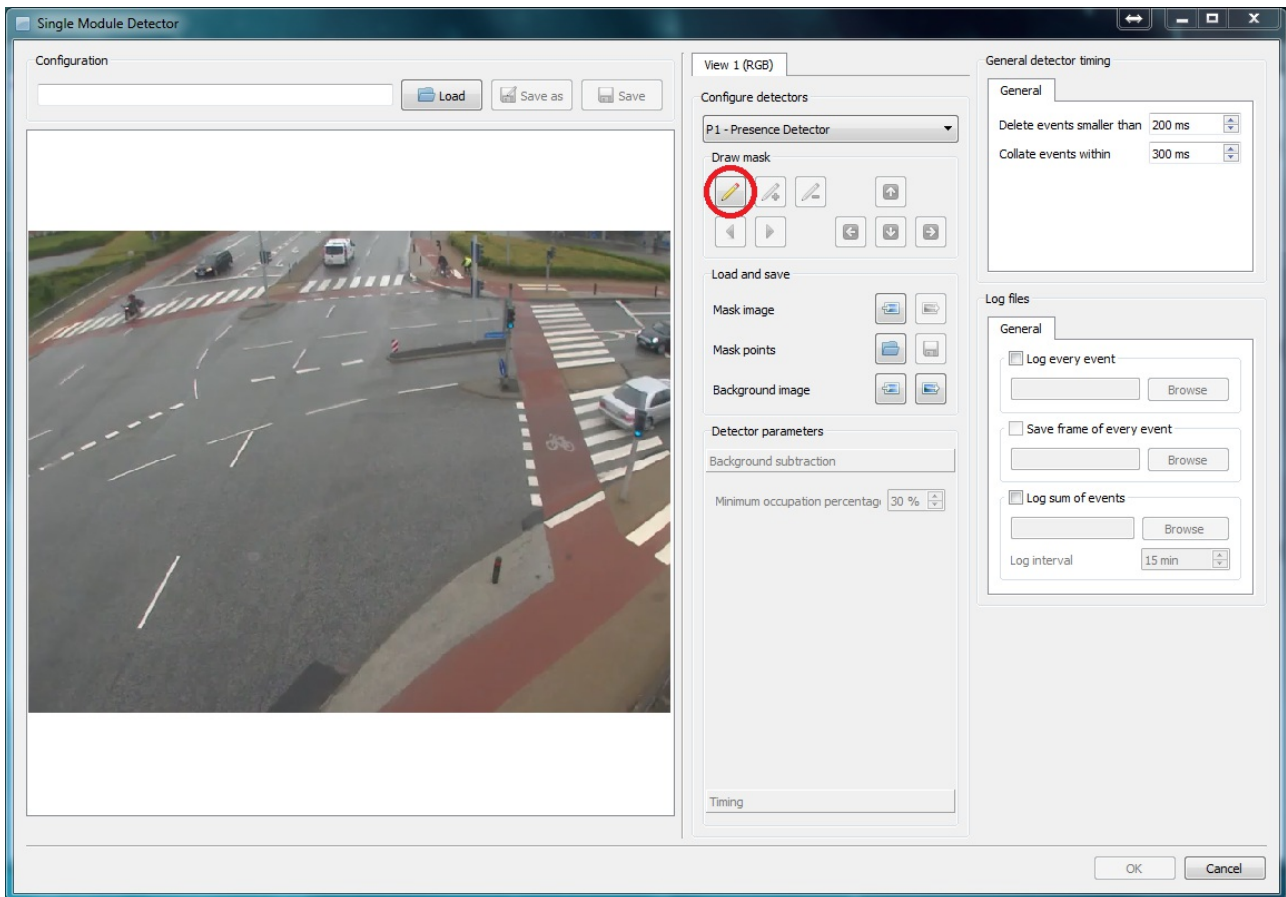 Single Module Detector
Configuration
Load
Save as
Save
View 1 (RGB)
Configure detectors
P1 - Presence Detector
Draw mask
Load and save
Mask image
Mask points
Background image
Detector parameters
Background subtraction
Minimum occupation percentag 30 %
Timing
General detector timing
General
Delete events smaller than 200 ms
Collate events within 300 ms
Log files
General
Log every event
Browse
Save frame of every event
Browse
Log sum of events
Browse
Log interval 15 min
OK
Cancel